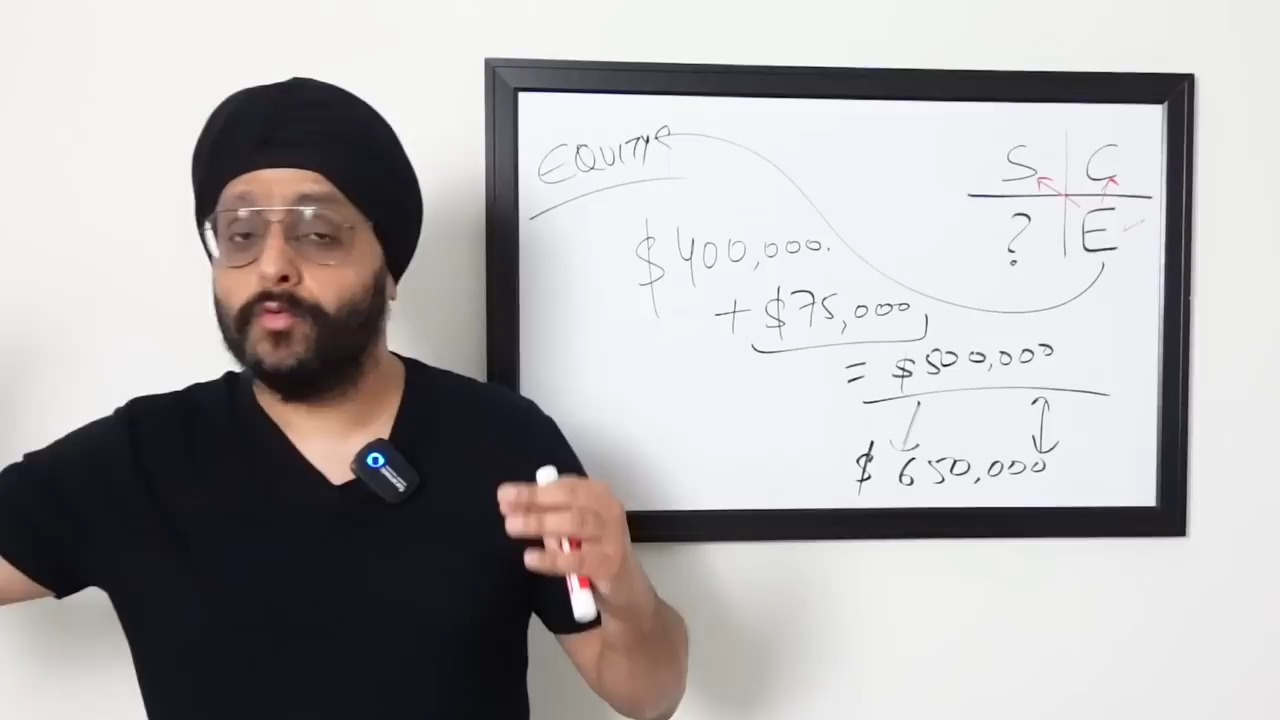 EQUITY
$400,000.
+ $75,000
= $500,000
$ 650,000
S C
? E